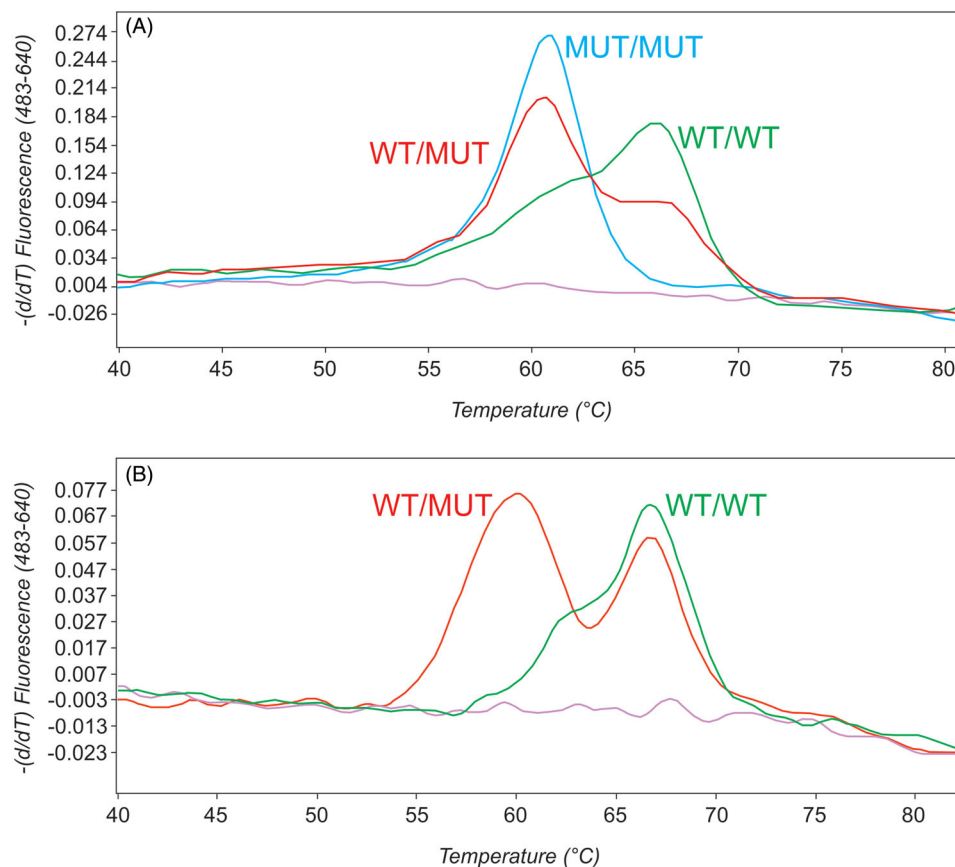 (A)
MUT/MUT
WT/MUT
WT/WT
-(d/dT) Fluorescence (483-640)
0.274
0.244
0.214
0.184
0.154
0.124
0.094
0.064
0.034
0.004
-0.026
40 45 50 55 60 65 70 75 80
Temperature (°C)
(B)
WT/MUT WT/WT
-(d/dT) Fluorescence (483-640)
0.077
0.067
0.057
0.047
0.037
0.027
0.017
0.007
-0.003
-0.013
-0.023
40 45 50 55 60 65 70 75 80
Temperature (°C)